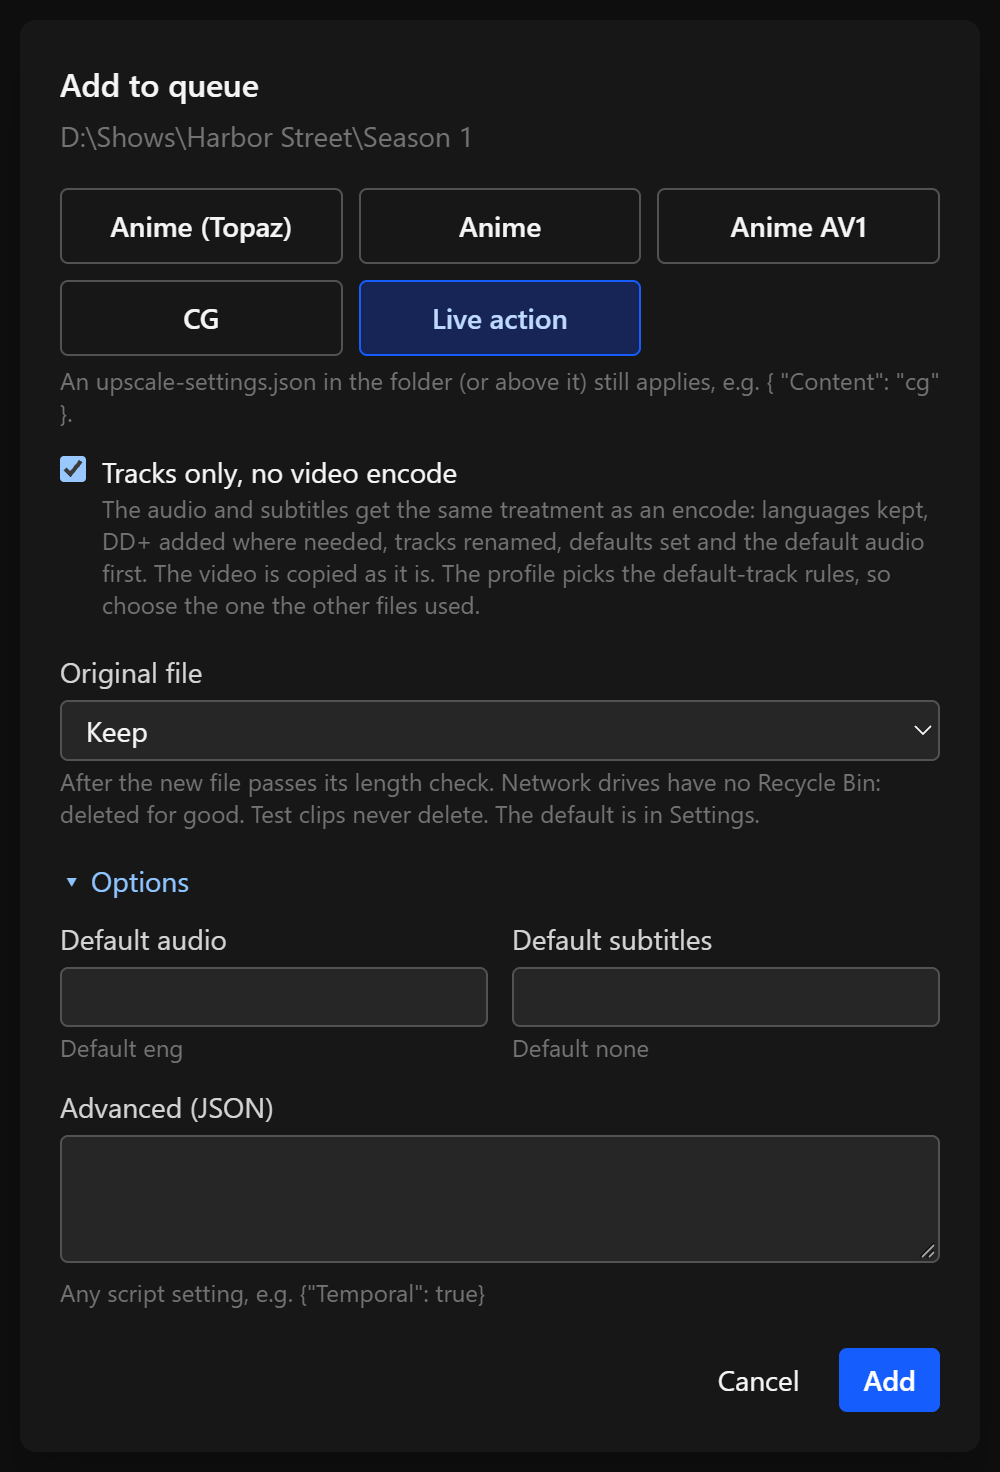 Add to queue
D:\Shows\Harbor Street\Season 1
Anime (Topaz)
Anime
Anime AV1
CG
Live action
An upscale-settings.json in the folder (or above it) still applies, e.g. { "Content": "cg"
}.
Tracks only, no video encode
The audio and subtitles get the same treatment as an encode: languages kept,
DD+ added where needed, tracks renamed, defaults set and the default audio
first. The video is copied as it is. The profile picks the default-track rules, so
choose the one the other files used.
Original file
Keep
After the new file passes its length check. Network drives have no Recycle Bin:
deleted for good. Test clips never delete. The default is in Settings.
Options
Default audio
Default subtitles
Default eng
Default none
Advanced (JSON)
Any script setting, e.g. {"Temporal": true}
Cancel
Add